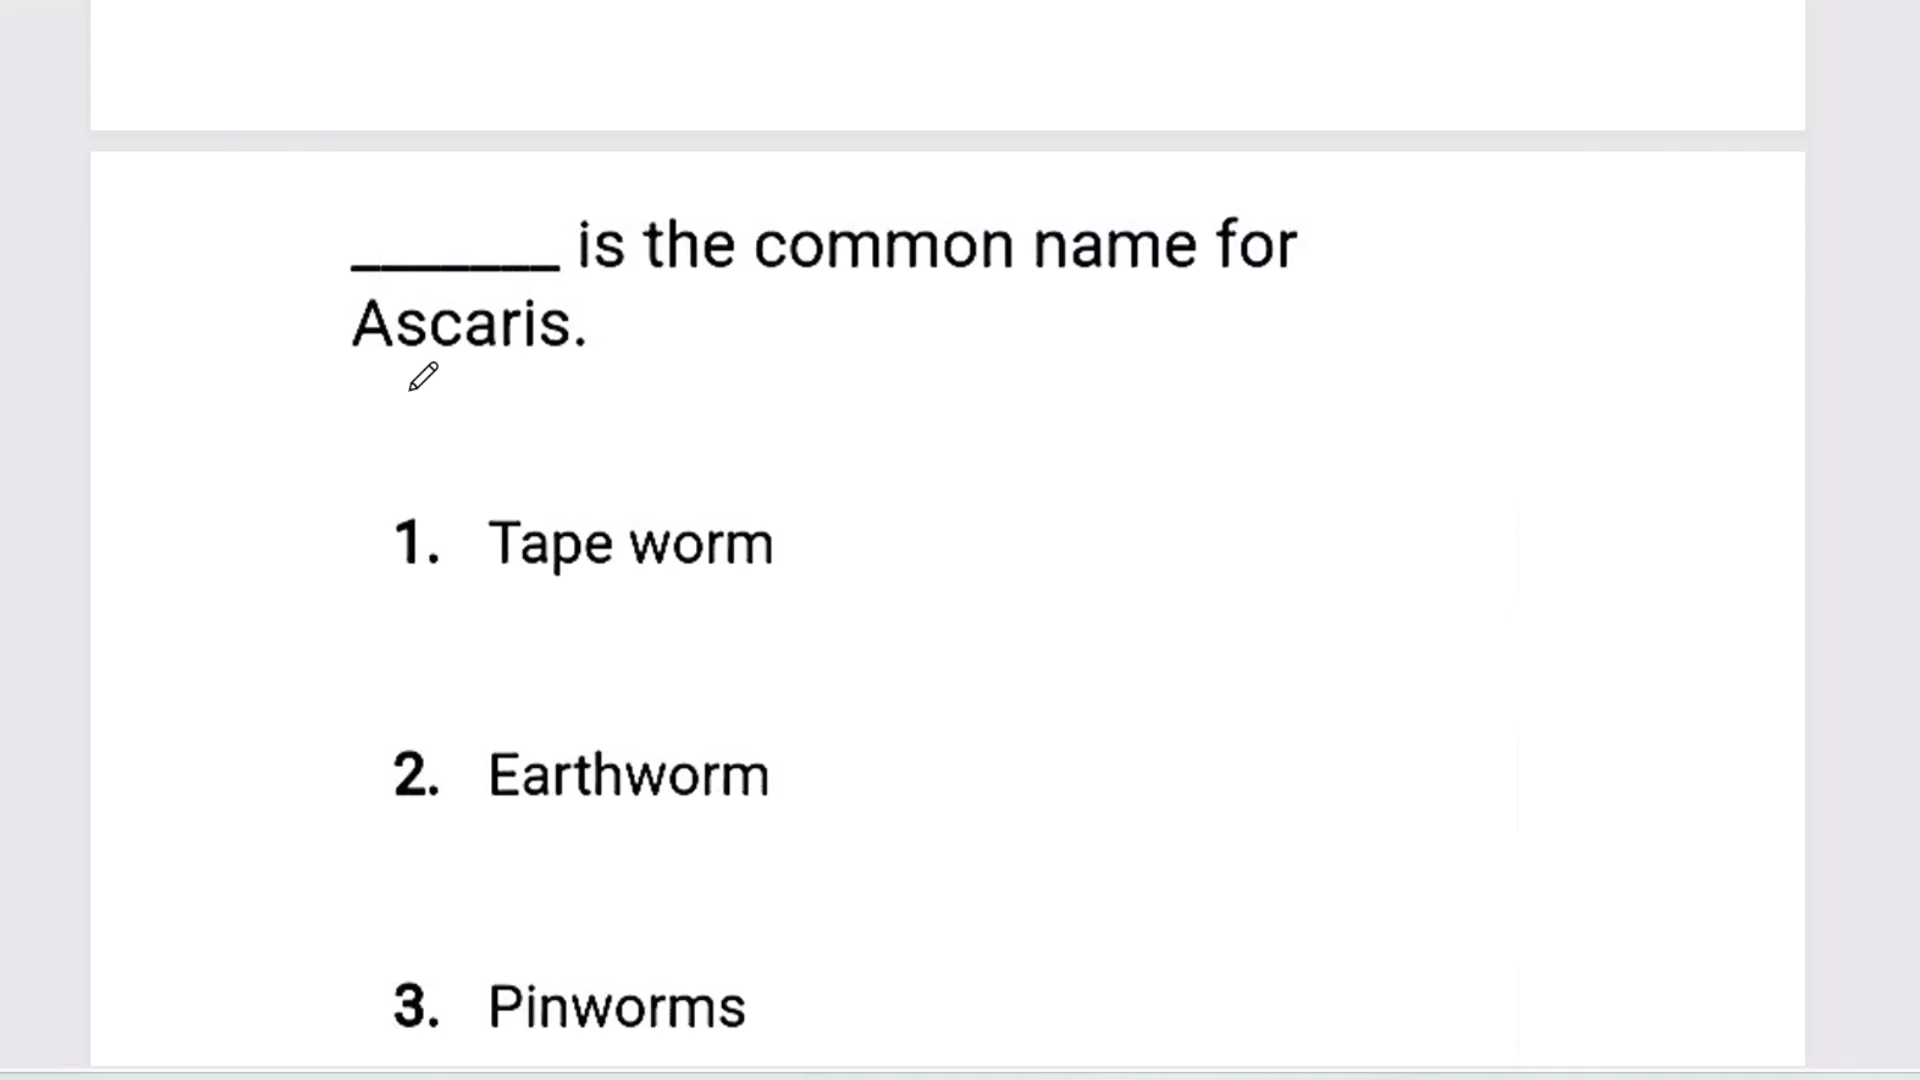 _______ is the common name for
Ascaris.
1. Tape worm
2. Earthworm
3. Pinworms